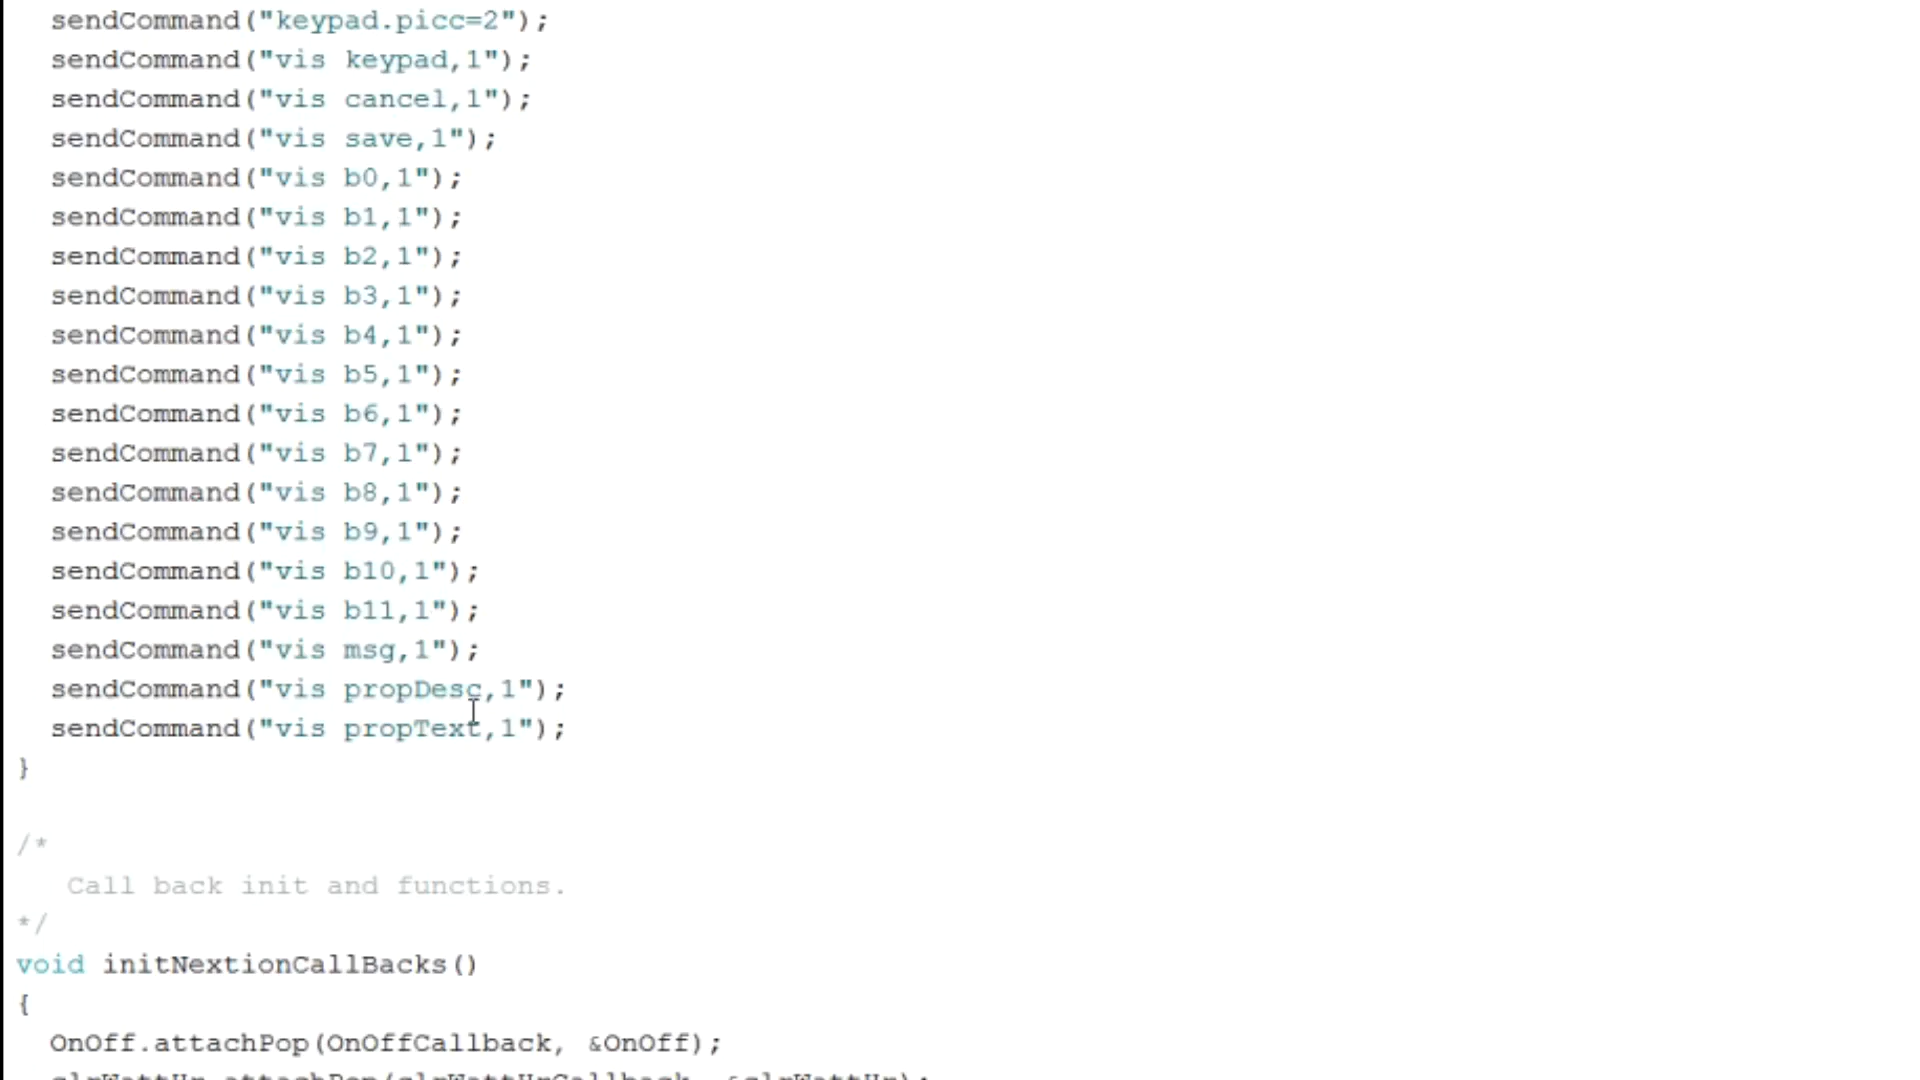 sendCommand("keypad.picc=2");
sendCommand("vis keypad,1");
sendCommand("vis cancel,1");
sendCommand("vis save,1");
sendCommand("vis b0,1");
sendCommand("vis b1,1");
sendCommand("vis b2,1");
sendCommand("vis b3,1");
sendCommand("vis b4,1");
sendCommand("vis b5,1");
sendCommand("vis b6,1");
sendCommand("vis b7,1");
sendCommand("vis b8,1");
sendCommand("vis b9,1");
sendCommand("vis b10,1");
sendCommand("vis b11,1");
sendCommand("vis msg,1");
sendCommand("vis propDesc,1");
sendCommand("vis propText,1");
}
/*
Call back init and functions.
*/
void initNextionCallBacks()
{
OnOff.attachPop(OnOffCallback, &OnOff);